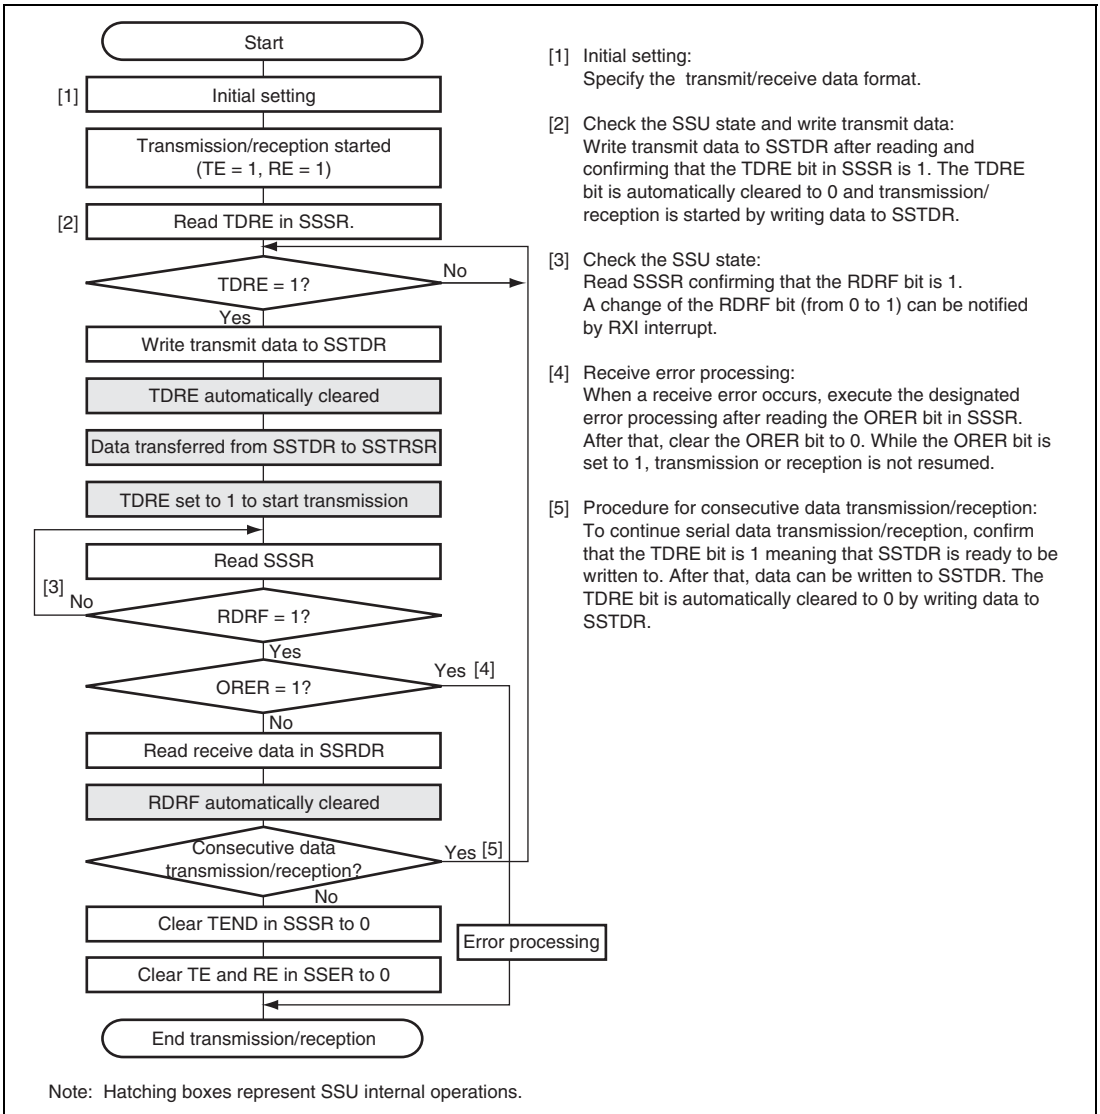 Start
[1] Initial setting
Transmission/reception started
(TE = 1, RE = 1)
[2] Read TDRE in SSSR.
TDRE = 1?
No
Yes
Write transmit data to SSTDR
TDRE automatically cleared
Data transferred from SSTDR to SSTRSR
TDRE set to 1 to start transmission
Read SSSR
[3]
No
RDRF = 1?
Yes
Yes [4]
ORER = 1?
No
Read receive data in SSRDR
RDRF automatically cleared
Consecutive data
transmission/reception?
Yes [5]
No
Clear TEND in SSSR to 0
Error processing
Clear TE and RE in SSER to 0
End transmission/reception
[1] Initial setting:
Specify the transmit/receive data format.
[2] Check the SSU state and write transmit data:
Write transmit data to SSTDR after reading and
confirming that the TDRE bit in SSSR is 1. The TDRE
bit is automatically cleared to 0 and transmission/
reception is started by writing data to SSTDR.
[3] Check the SSU state:
Read SSSR confirming that the RDRF bit is 1.
A change of the RDRF bit (from 0 to 1) can be notified
by RXI interrupt.
[4] Receive error processing:
When a receive error occurs, execute the designated
error processing after reading the ORER bit in SSSR.
After that, clear the ORER bit to 0. While the ORER bit is
set to 1, transmission or reception is not resumed.
[5] Procedure for consecutive data transmission/reception:
To continue serial data transmission/reception, confirm
that the TDRE bit is 1 meaning that SSTDR is ready to be
written to. After that, data can be written to SSTDR. The
TDRE bit is automatically cleared to 0 by writing data to
SSTDR.
Note: Hatching boxes represent SSU internal operations.